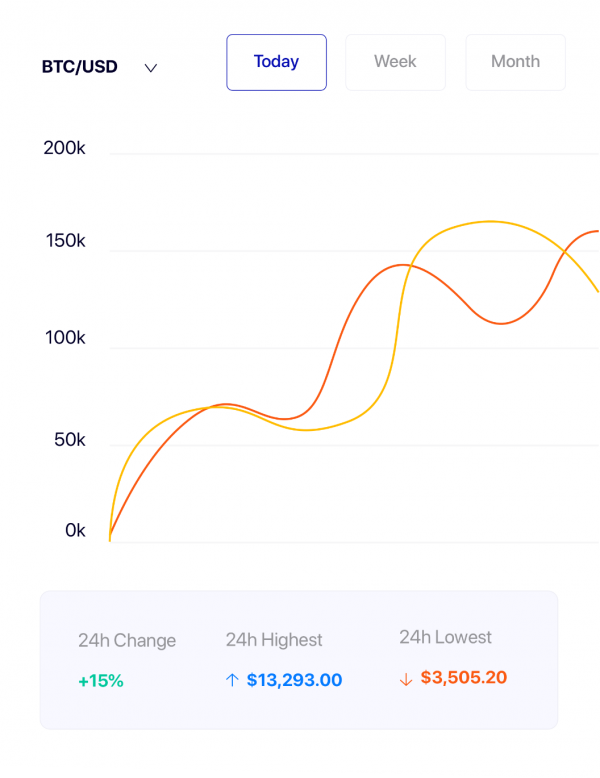 BTC/USD Today Week Month
200k
150k
100k
50k
0k
24h Change 24h Highest 24h Lowest
+15% ↑ $13,293.00 ↓ $3,505.20